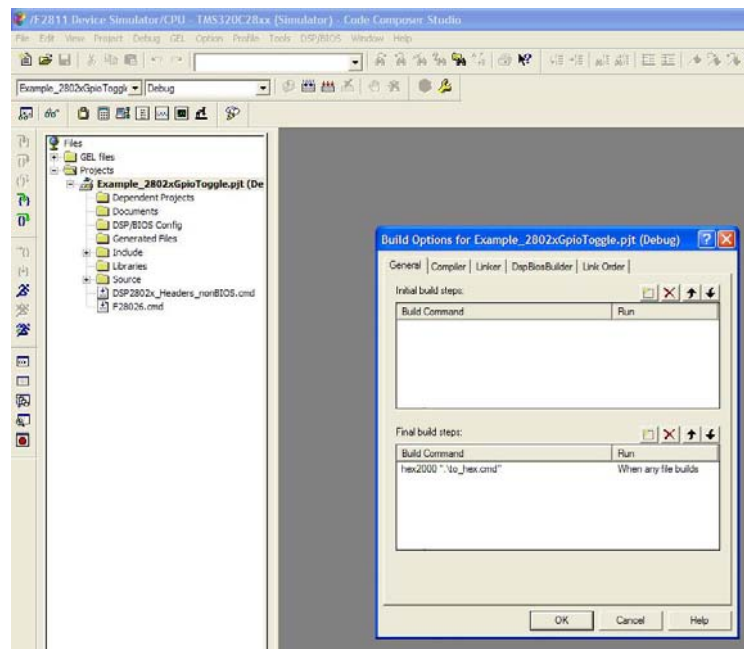 /F2811 Device Simulator/CPU - TMS320C28xx (Simulator) - Code Composer Studio
File Edit View Project Debug GEL Option Profile Tools DSP/BIOS Window Help
Example_2802xGpioToggle Debug
Files
GEL files
Projects
Example_2802xGpioToggle.pjt (De
Dependent Projects
Documents
DSP/BIOS Config
Generated Files
Include
Libraries
Source
DSP2802x_Headers_nonBIOS.cmd
F28026.cmd
Build Options for Example_2802xGpioToggle.pjt (Debug)
General Compiler Linker DspBiosBuilder Link Order
Initial build steps:
Build Command Run
Final build steps:
Build Command Run
hex2000 ".\to_hex.cmd" When any file builds
OK Cancel Help